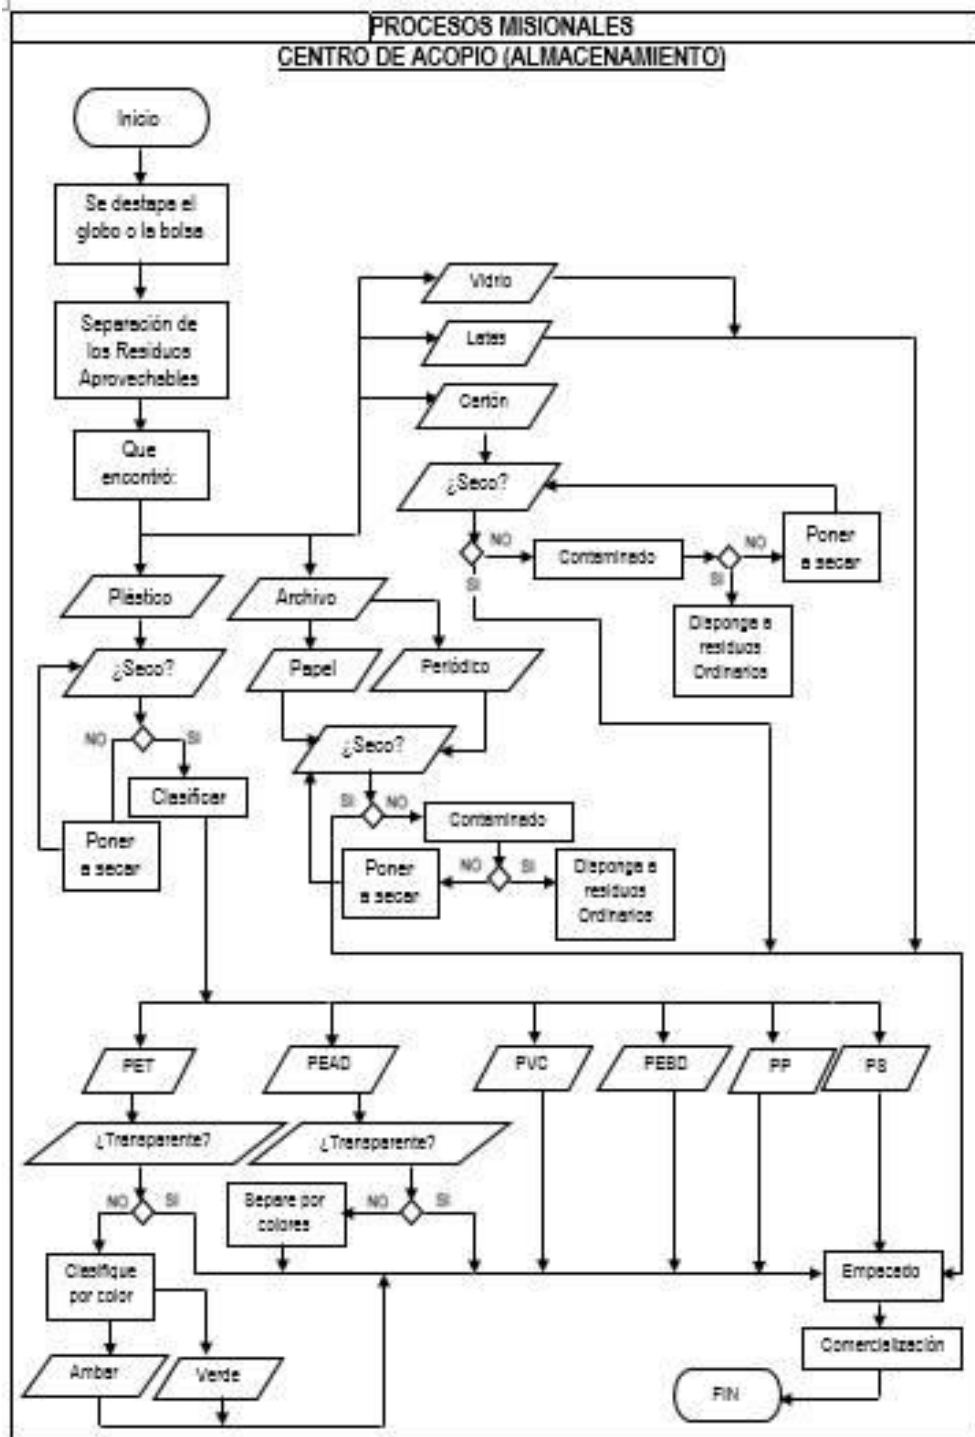 PROCESOS MISIONALES
CENTRO DE ACOPIO (ALMACENAMIENTO)
Inicio
Se destapa el
globo o la bolsa
Separación de
los Residuos
Aprovechables
Que
encontró:
Vidrio
Latas
Cartón
¿Seco?
NO
SI
Contaminado
NO
SI
Poner
a secar
Disponga a
residuos
Ordinarios
Plástico
¿Seco?
NO
SI
Clasificar
Poner
a secar
Archivo
Papel
Periódico
¿Seco?
SI
NO
Contaminado
NO
SI
Poner
a secar
Disponga a
residuos
Ordinarios
PET
PEAD
PVC
PEBD
PP
PS
¿Transparente?
¿Transparente?
NO
SI
Separe por
colores
NO
SI
Clasifique
por color
Ambar
Verde
Empacado
Comercialización
FIN